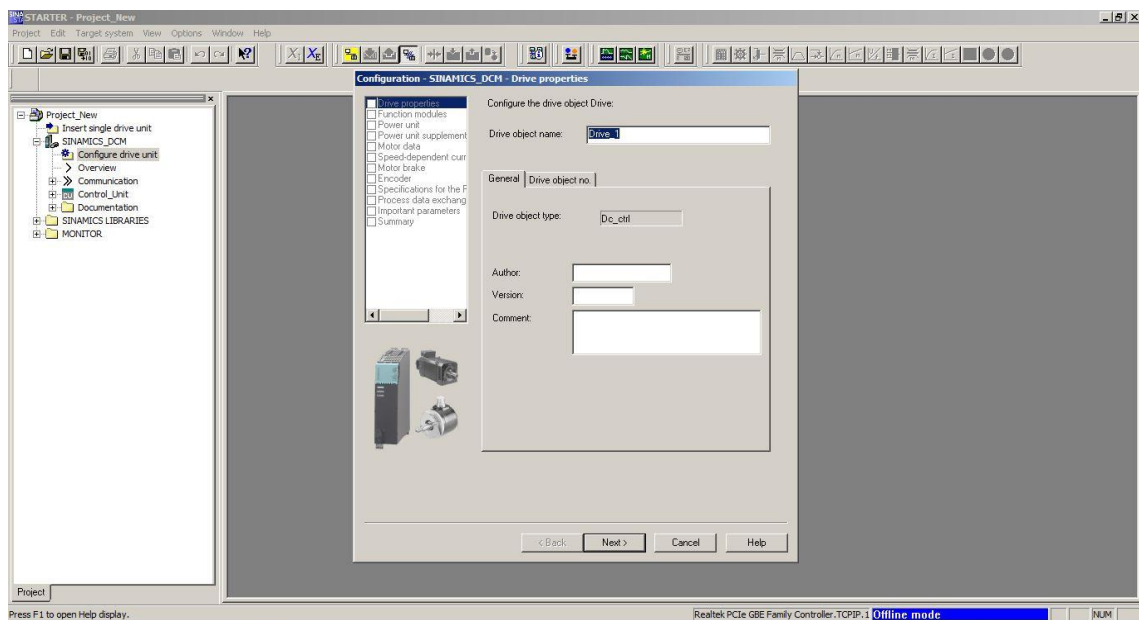 STARTER - Project_New
Project Edit Target system View Options Window Help
Configuration - SINAMICS_DCM - Drive properties
Project_New
Insert single drive unit
SINAMICS_DCM
Configure drive unit
Overview
Communication
Control_Unit
Documentation
SINAMICS LIBRARIES
MONITOR
Drive properties
Function modules
Power unit
Power unit supplement
Motor data
Speed-dependent curr
Motor brake
Encoder
Specifications for the F
Process data exchang
Important parameters
Summary
Configure the drive object Drive:
Drive object name: Drive_1
General Drive object no.
Drive object type: Dc_ctrl
Author:
Version:
Comment:
< Back Next > Cancel Help
Project
Press F1 to open Help display. Realtek PCIe GBE Family Controller.TCPIP.1 Offline mode NUM